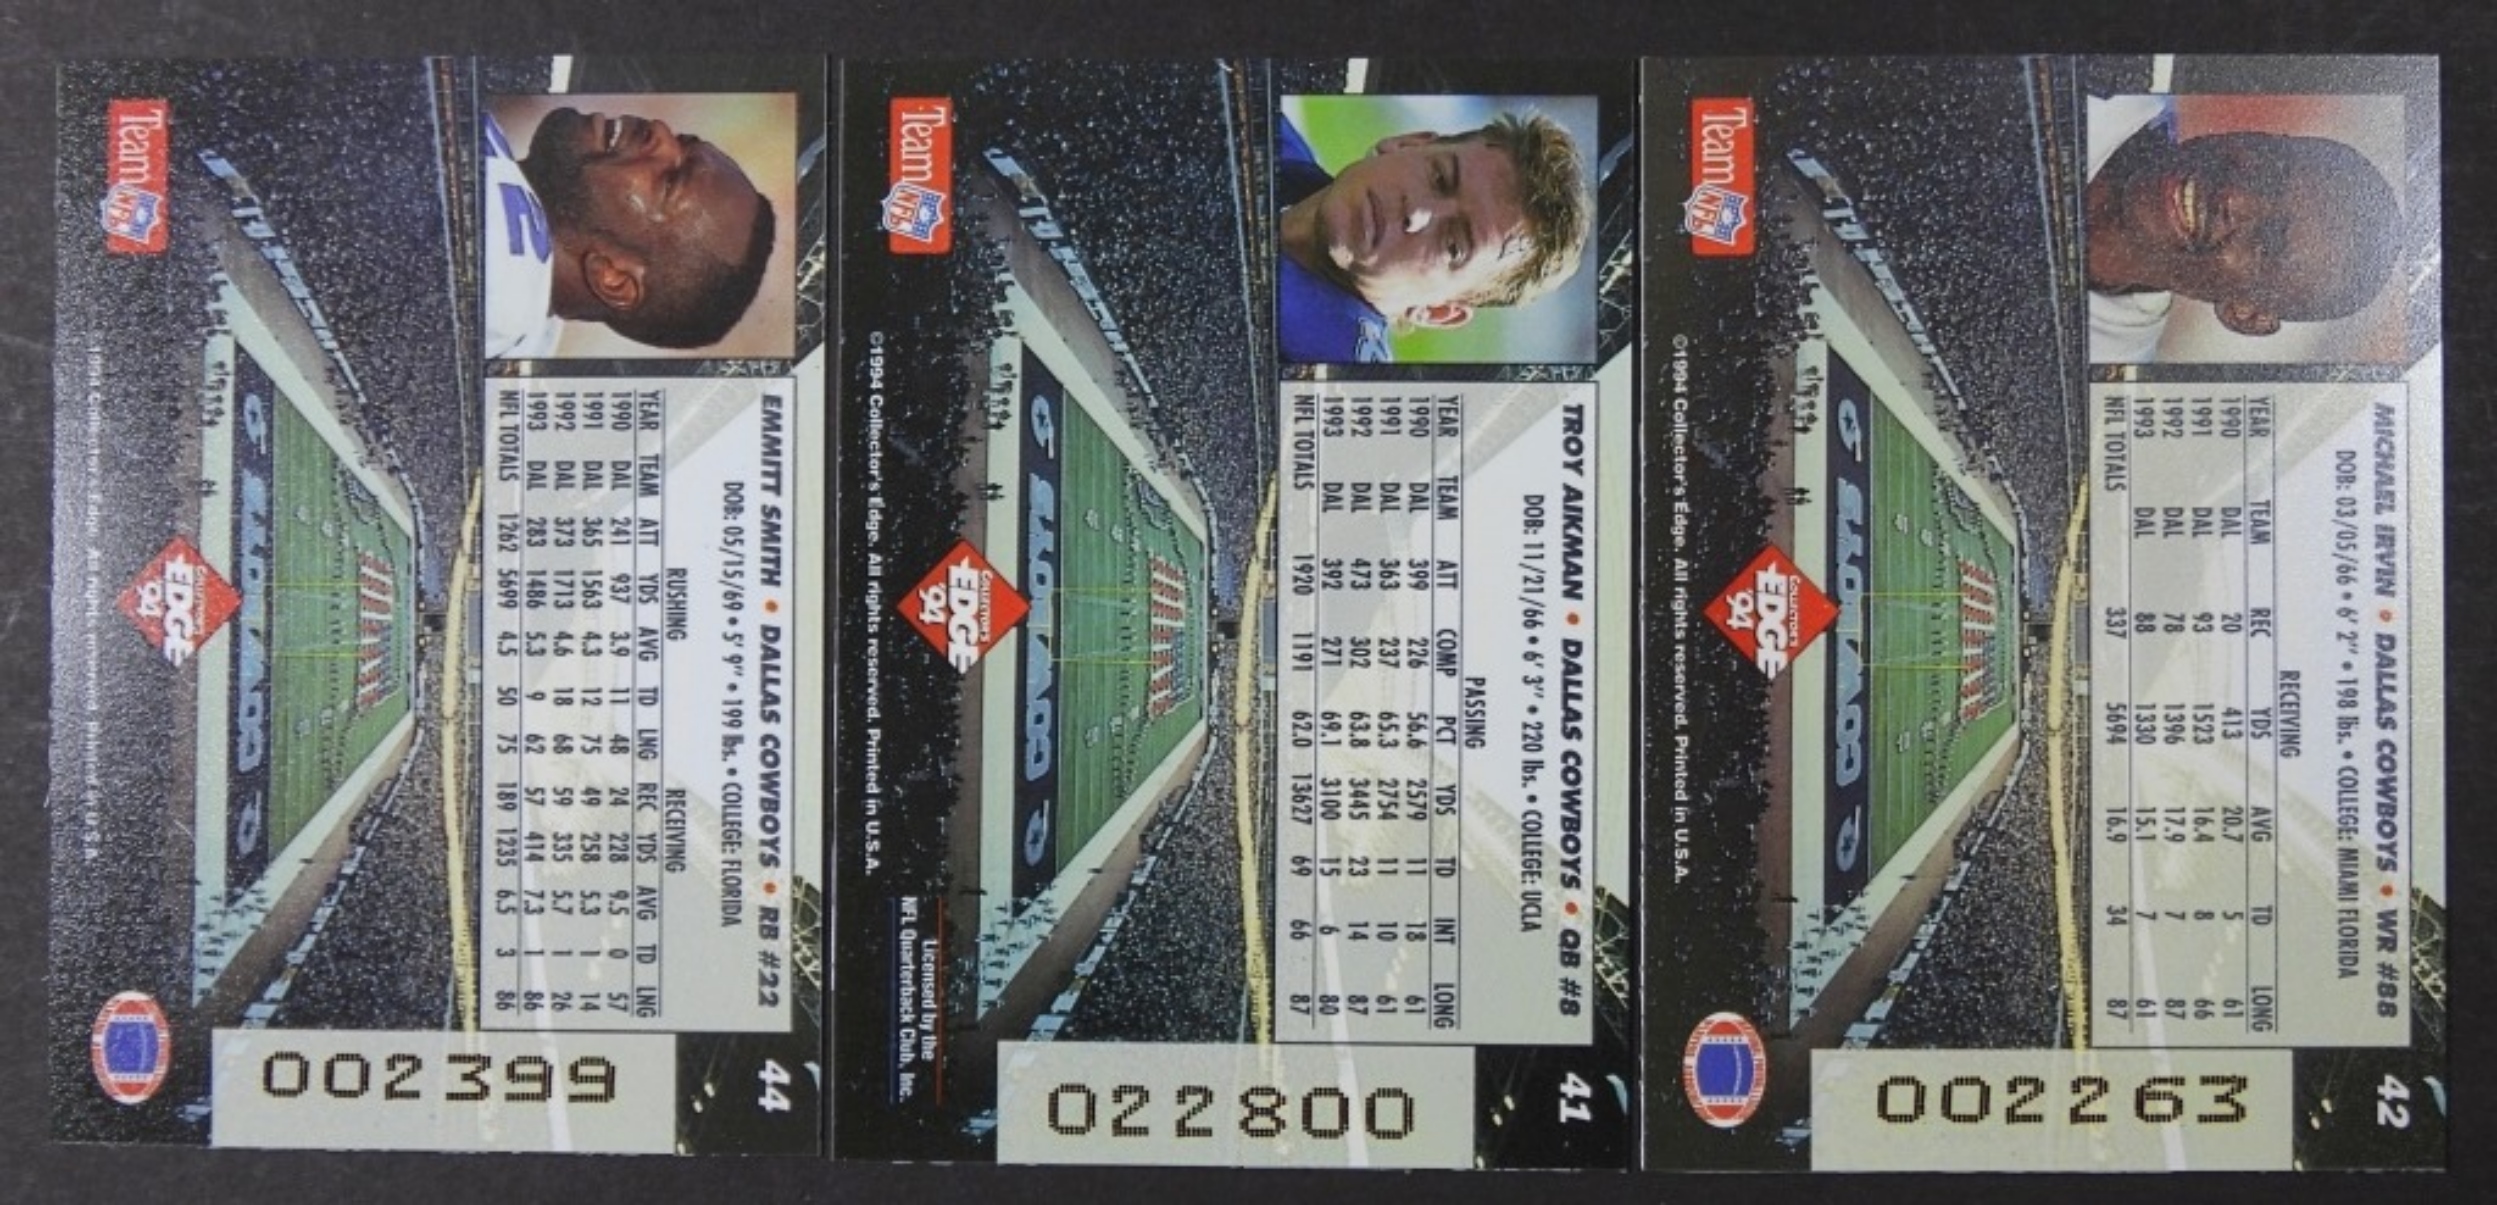 EMMITT SMITH • DALLAS COWBOYS • RB #22
44
DOB: 05/15/69 • 5' 9" • 199 lbs. • COLLEGE: FLORIDA
RUSHING RECEIVING
YEAR TEAM ATT YDS AVG TD LNG REC YDS AVG TD LNG
1990 DAL 241 937 3.9 11 48 24 228 9.5 0 57
1991 DAL 365 1563 4.3 12 75 49 258 5.3 1 14
1992 DAL 373 1713 4.6 18 68 59 335 5.7 1 26
1993 DAL 283 1486 5.3 9 62 57 414 7.3 1 86
NFL TOTALS 1262 5699 4.5 50 75 189 1235 6.5 3 86
2
002399
COWBOYS
COLLECTOR'S
EDGE
94
Team NFL
Collector's Edge. All rights reserved. Printed in U.S.A.
TROY AIKMAN • DALLAS COWBOYS • QB #8
41
DOB: 11/21/66 • 6' 3" • 220 lbs. • COLLEGE: UCLA
PASSING
YEAR TEAM ATT COMP PCT YDS TD INT LONG
1990 DAL 399 226 56.6 2579 11 18 61
1991 DAL 363 237 65.3 2754 11 10 61
1992 DAL 473 302 63.8 3445 23 14 87
1993 DAL 392 271 69.1 3100 15 6 80
NFL TOTALS 1920 1191 62.0 13627 69 66 87
022800
COWBOYS
COLLECTOR'S
EDGE
94
Team NFL
Licensed by the
NFL Quarterback Club, Inc.
©1994 Collector's Edge. All rights reserved. Printed in U.S.A.
MICHAEL IRVIN • DALLAS COWBOYS • WR #88
42
DOB: 03/05/66 • 6' 2" • 198 lbs. • COLLEGE: MIAMI FLORIDA
RECEIVING
YEAR TEAM REC YDS AVG TD LONG
1990 DAL 20 413 20.7 5 61
1991 DAL 93 1523 16.4 8 66
1992 DAL 78 1396 17.9 7 87
1993 DAL 88 1330 15.1 7 61
NFL TOTALS 337 5694 16.9 34 87
002263
COWBOYS
COLLECTOR'S
EDGE
94
Team NFL
©1994 Collector's Edge. All rights reserved. Printed in U.S.A.